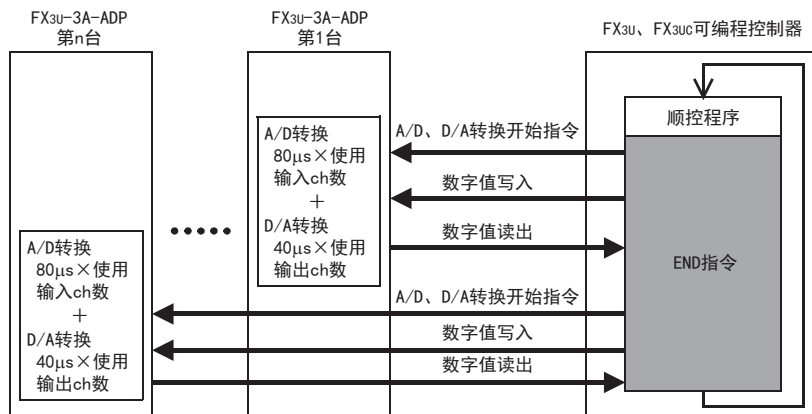 FX3U-3A-ADP
第n台
FX3U-3A-ADP
第1台
FX3U、FX3UC可编程控制器
A/D转换
80μs×使用
输入ch数
+
D/A转换
40μs×使用
输出ch数
A/D转换
80μs×使用
输入ch数
+
D/A转换
40μs×使用
输出ch数
A/D、D/A转换开始指令
数字值写入
数字值读出
A/D、D/A转换开始指令
数字值写入
数字值读出
顺控程序
END指令